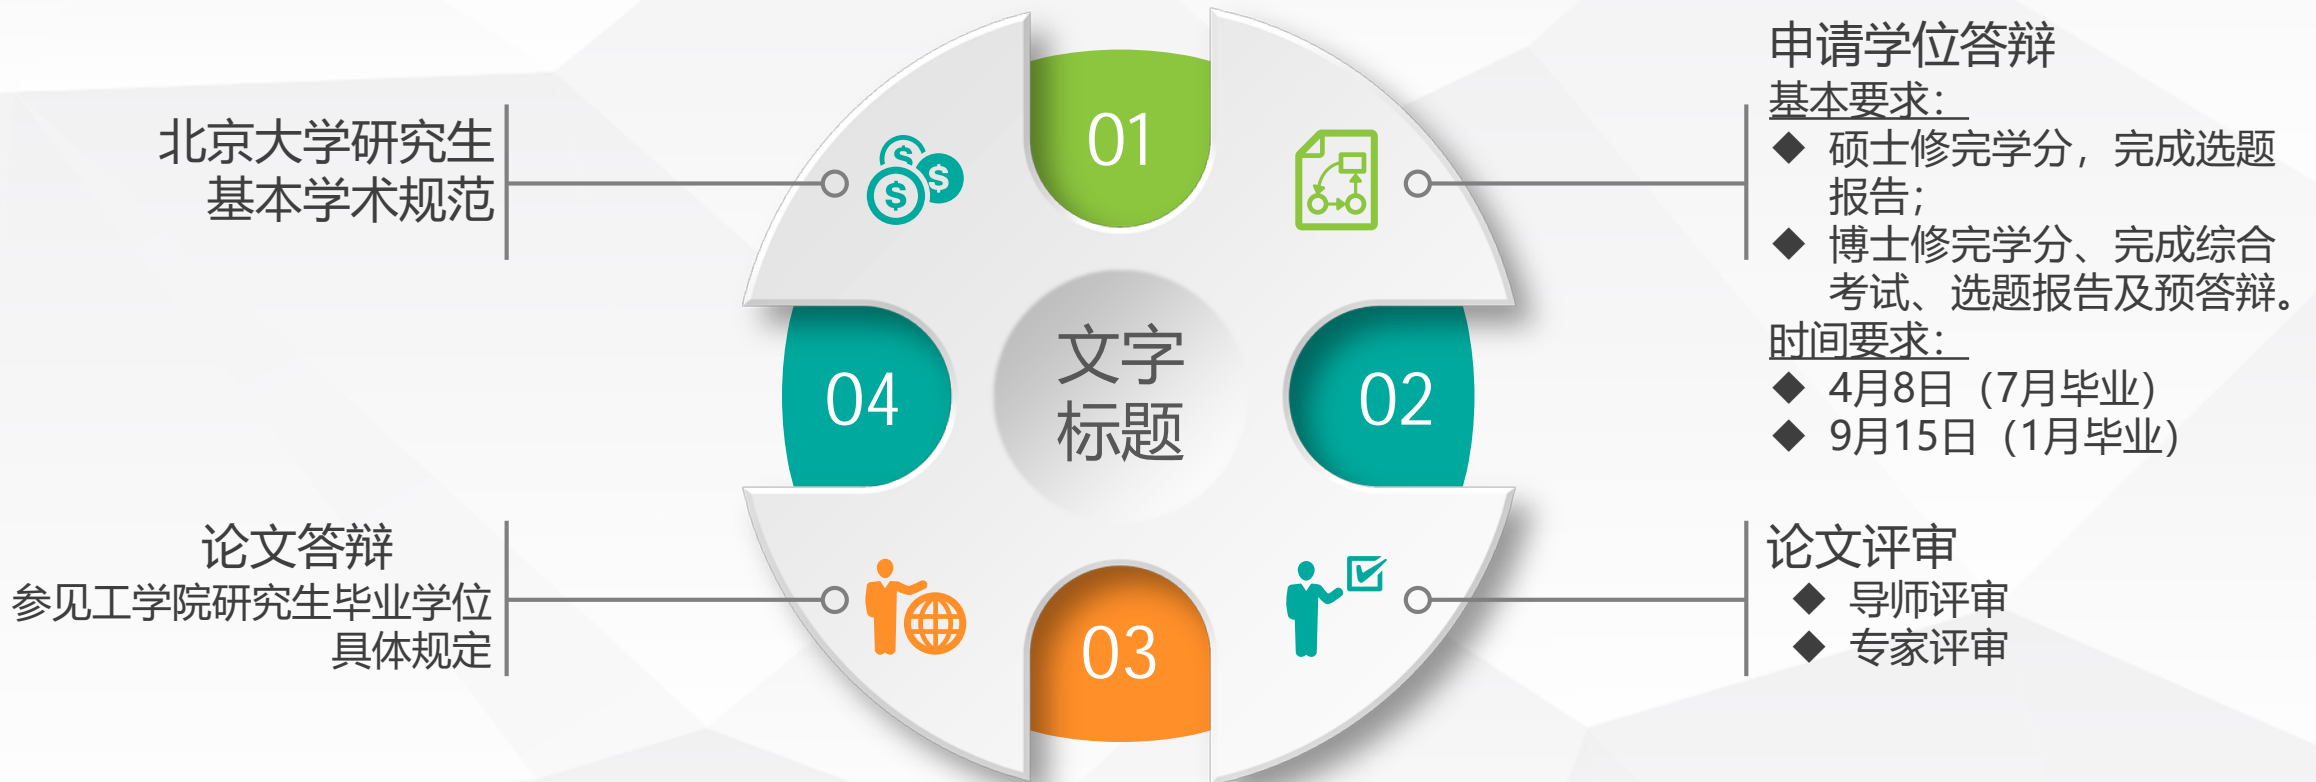 北京大学研究生
基本学术规范
01
申请学位答辩
基本要求：
◆ 硕士修完学分，完成选题
报告；
◆ 博士修完学分、完成综合
考试、选题报告及预答辩。
时间要求：
◆ 4月8日（7月毕业）
◆ 9月15日（1月毕业）
04
文字
标题
02
论文答辩
参见工学院研究生毕业学位
具体规定
03
论文评审
◆ 导师评审
◆ 专家评审